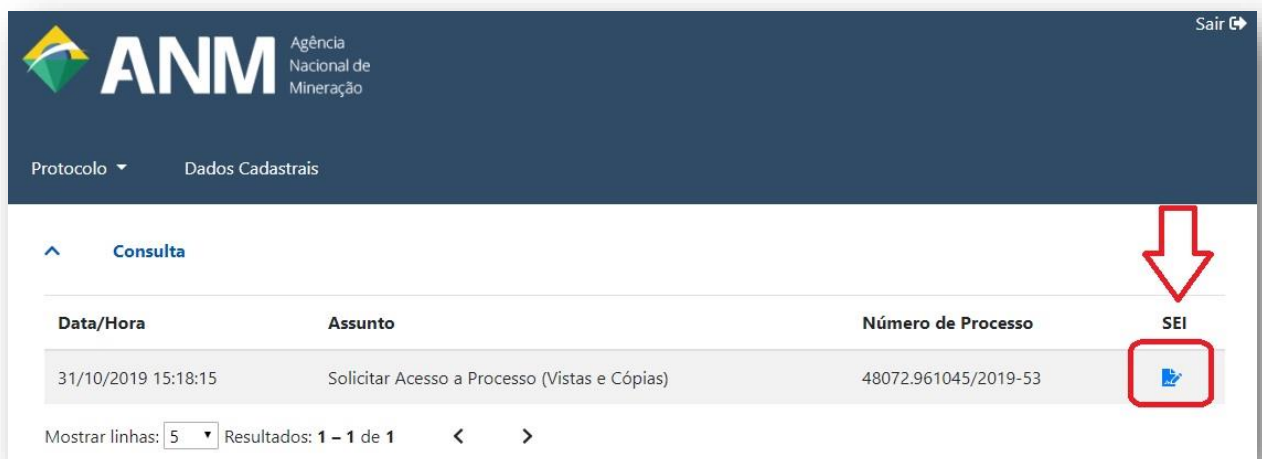 Sair
ANM Agência
Nacional de
Mineração
Protocolo Dados Cadastrais
Consulta
Data/Hora Assunto Número de Processo SEI
31/10/2019 15:18:15 Solicitar Acesso a Processo (Vistas e Cópias) 48072.961045/2019-53
Mostrar linhas: 5 Resultados: 1 – 1 de 1